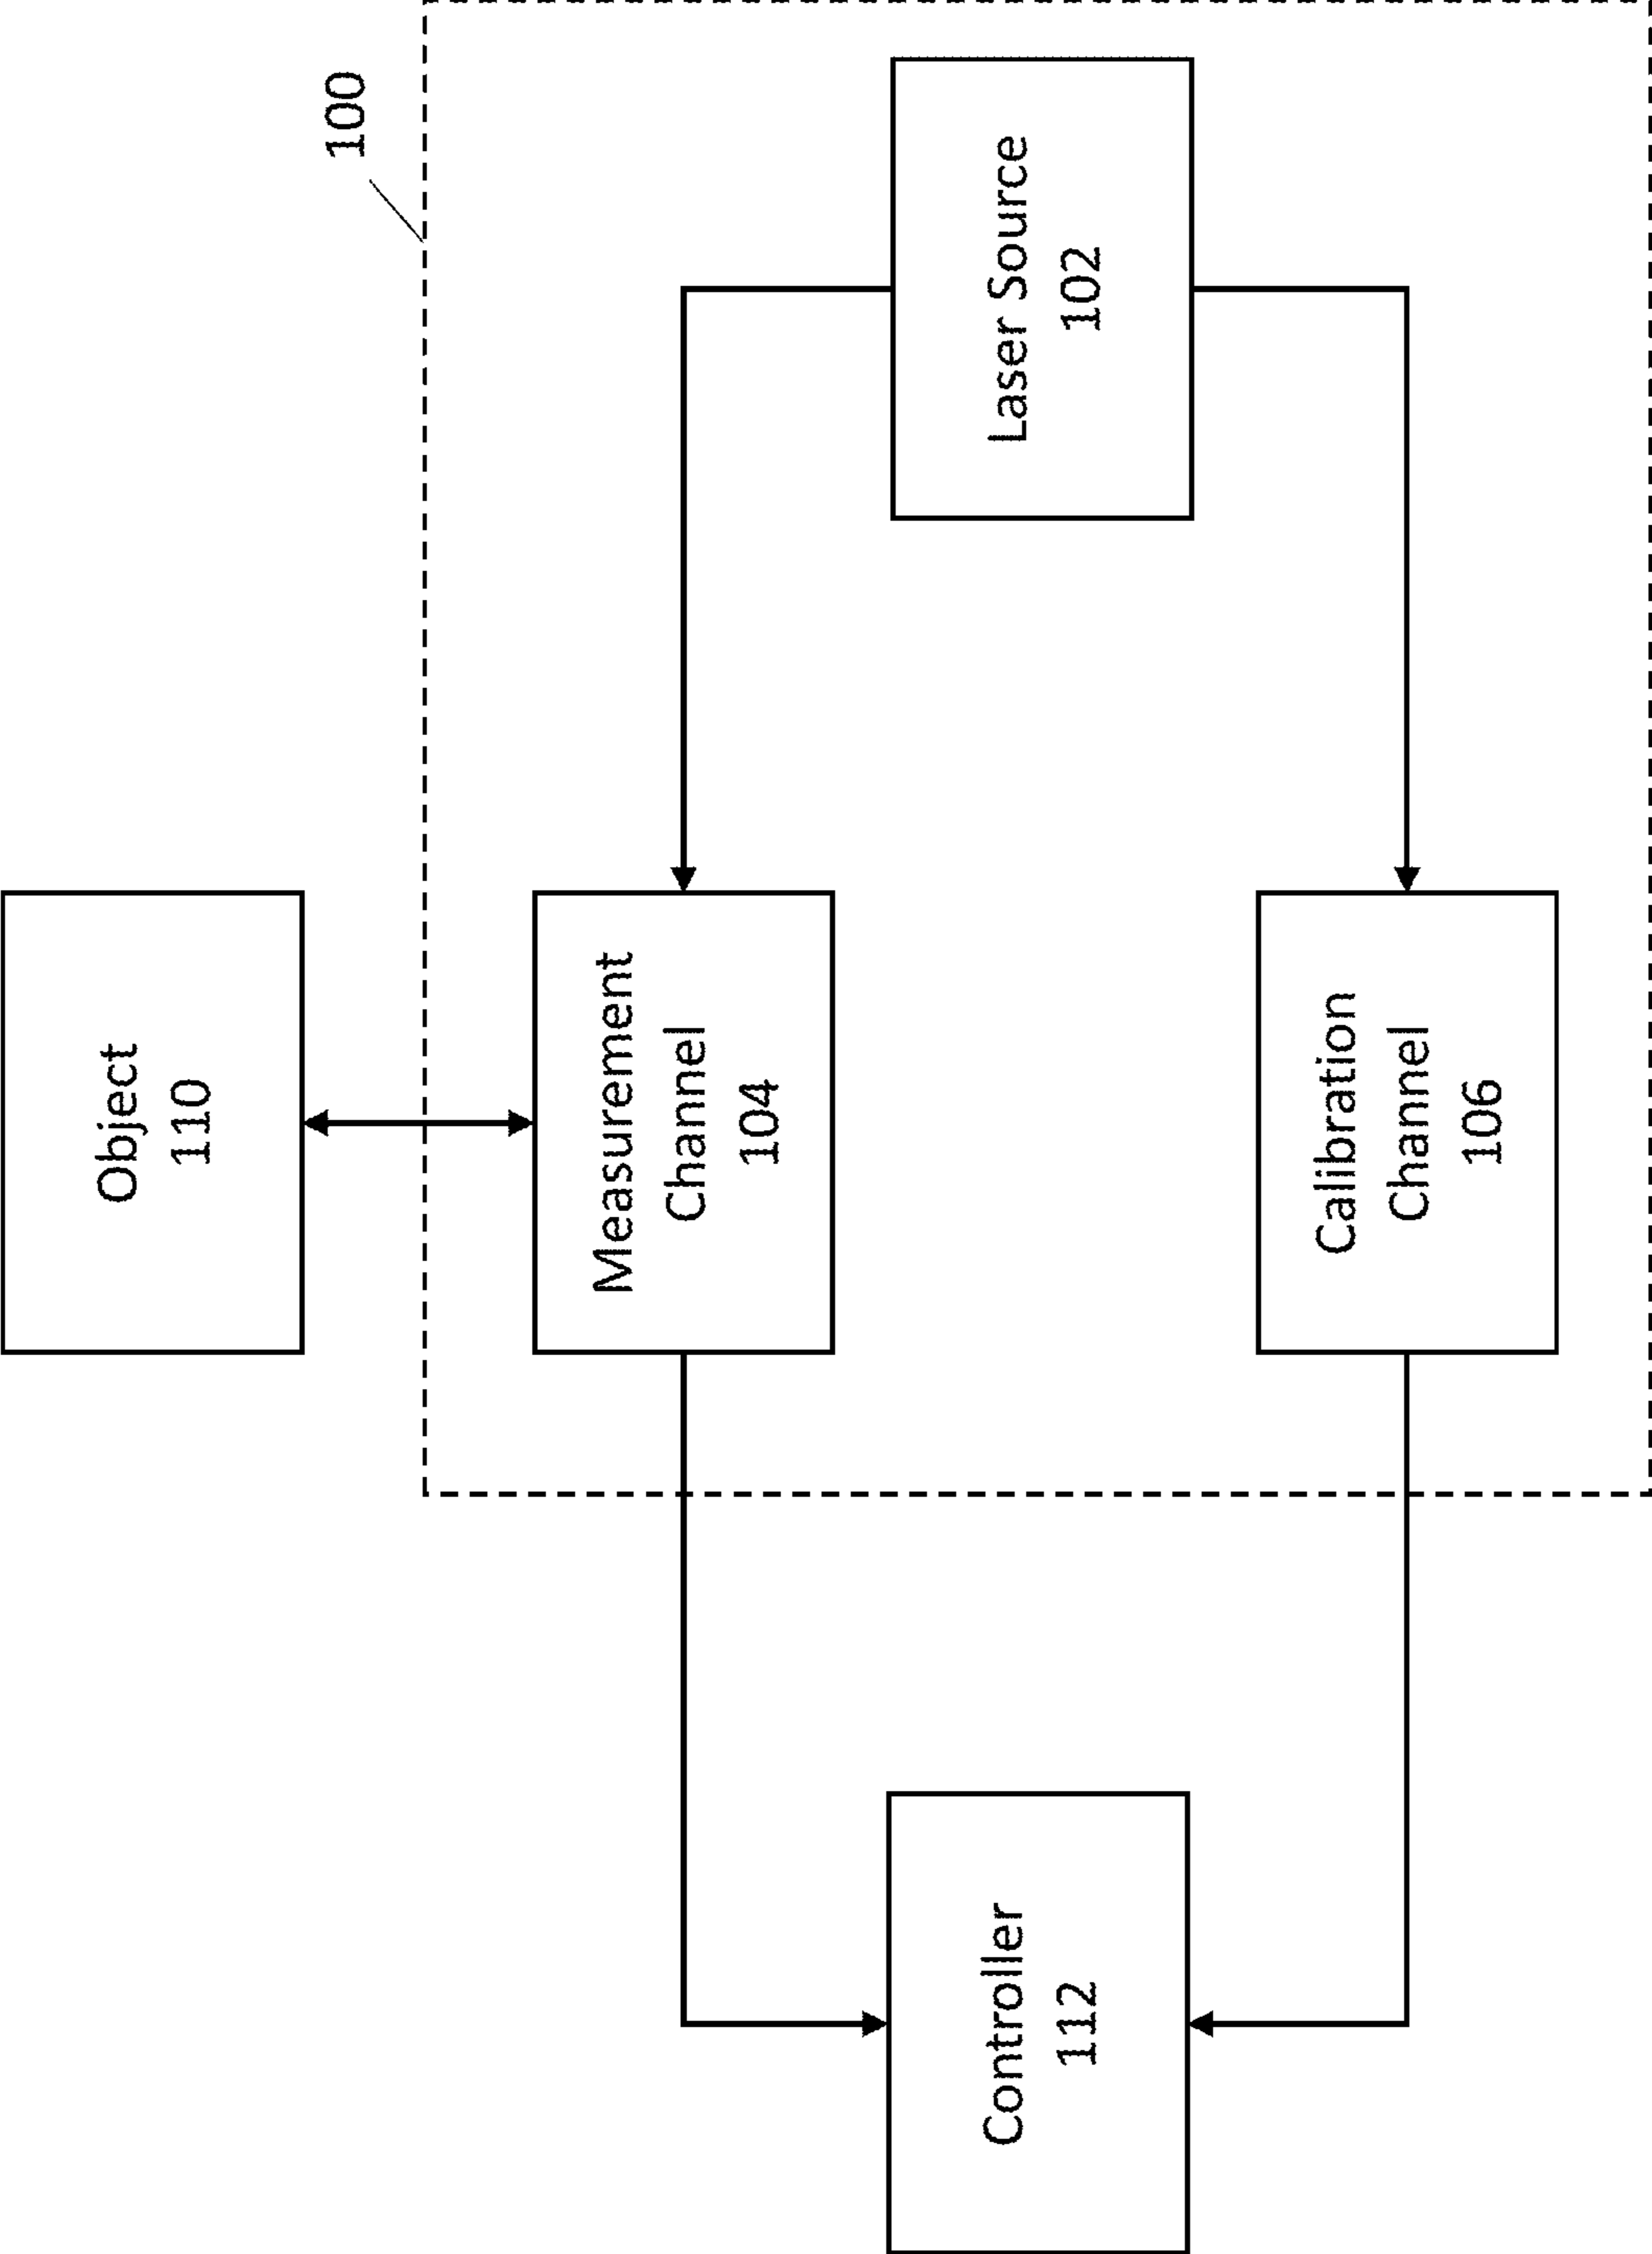 Object
110
100
Measurement
Channel
104
Laser Source
102
Controller
112
Calibration
Channel
106